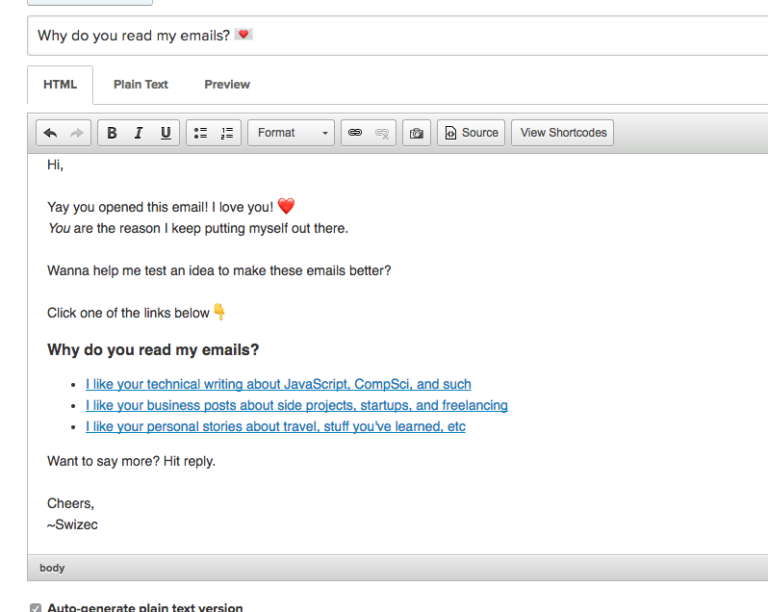 Why do you read my emails? 💌
HTML Plain Text Preview
B I U Format Source View Shortcodes
Hi,
Yay you opened this email! I love you! ❤️
You are the reason I keep putting myself out there.
Wanna help me test an idea to make these emails better?
Click one of the links below 👇
Why do you read my emails?
• I like your technical writing about JavaScript, CompSci, and such
• I like your business posts about side projects, startups, and freelancing
• I like your personal stories about travel, stuff you've learned, etc
Want to say more? Hit reply.
Cheers,
~Swizec
body
Auto-generate plain text version